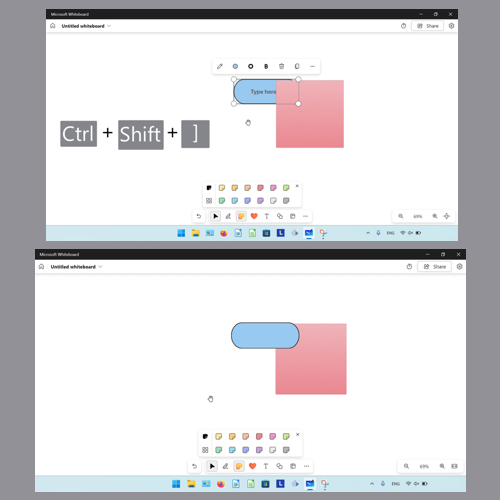 Microsoft Whiteboard
Untitled whiteboard
Share
B
Type here
Ctrl + Shift + ]
T
69%
ENG
Microsoft Whiteboard
Untitled whiteboard
Share
T
69%
ENG